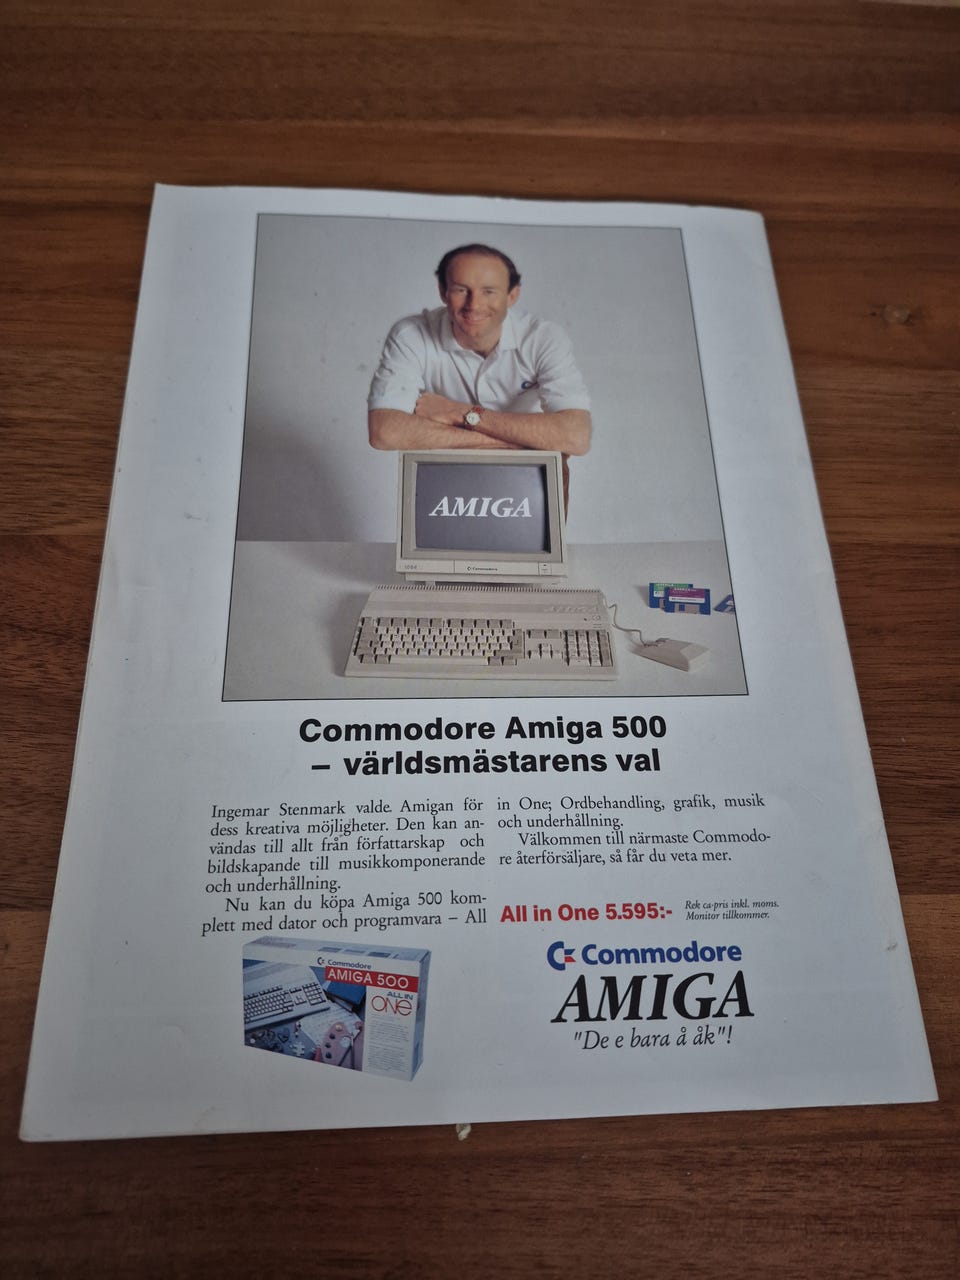 AMIGA
1084
Commodore
AMIGA
Commodore Amiga 500
– världsmästarens val
Ingemar Stenmark valde Amigan för
dess kreativa möjligheter. Den kan an-
vändas till allt från författarskap och
bildskapande till musikkomponerande
och underhållning.
Nu kan du köpa Amiga 500 kom-
plett med dator och programvara – All
in One; Ordbehandling, grafik, musik
och underhållning.
Välkommen till närmaste Commodo-
re återförsäljare, så får du veta mer.
All in One 5.595:-
Rek ca-pris inkl. moms.
Monitor tillkommer.
Commodore
AMIGA 500
ALL IN
ONE
Commodore
AMIGA
"De e bara å åk"!